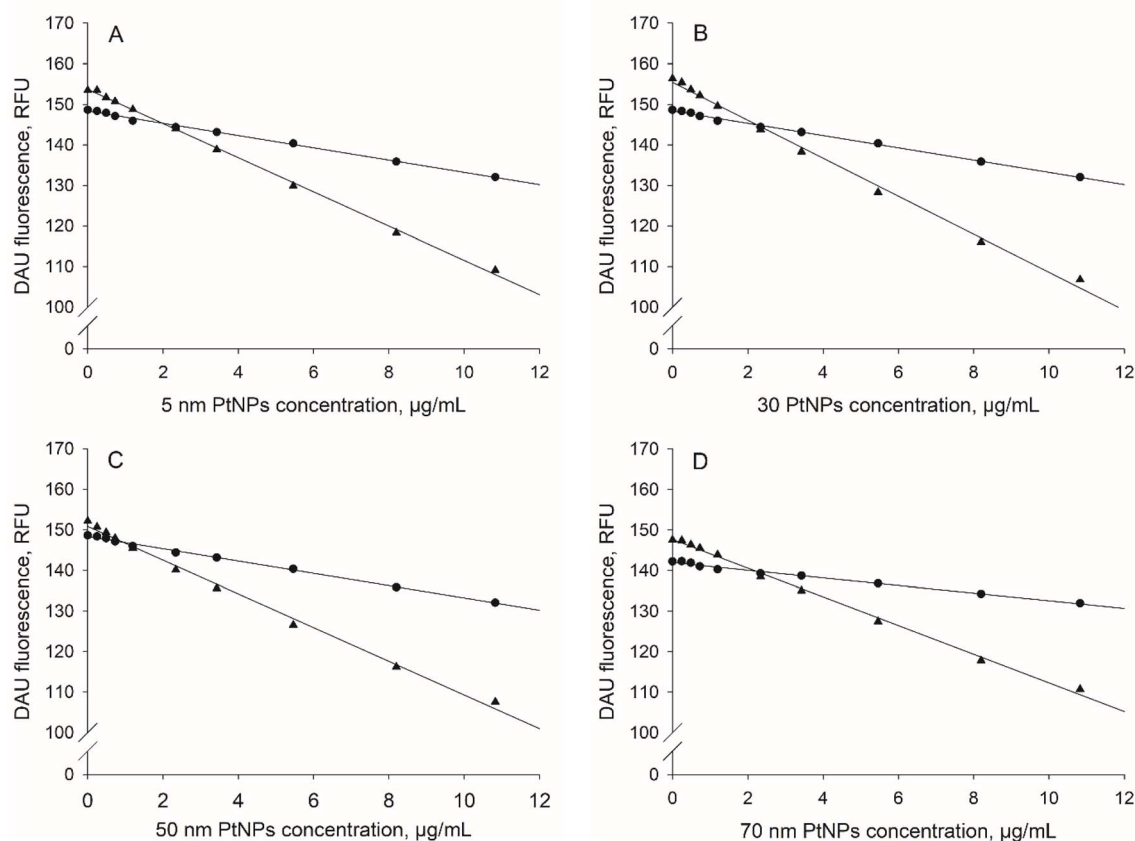 A
170
160
150
140
130
120
110
100
0
DAU fluorescence, RFU
0 2 4 6 8 10 12
5 nm PtNPs concentration, µg/mL
B
170
160
150
140
130
120
110
100
0
DAU fluorescence, RFU
0 2 4 6 8 10 12
30 PtNPs concentration, µg/mL
C
170
160
150
140
130
120
110
100
0
DAU fluorescence, RFU
0 2 4 6 8 10 12
50 nm PtNPs concentration, µg/mL
D
170
160
150
140
130
120
110
100
0
DAU fluorescence, RFU
0 2 4 6 8 10 12
70 nm PtNPs concentration, µg/mL